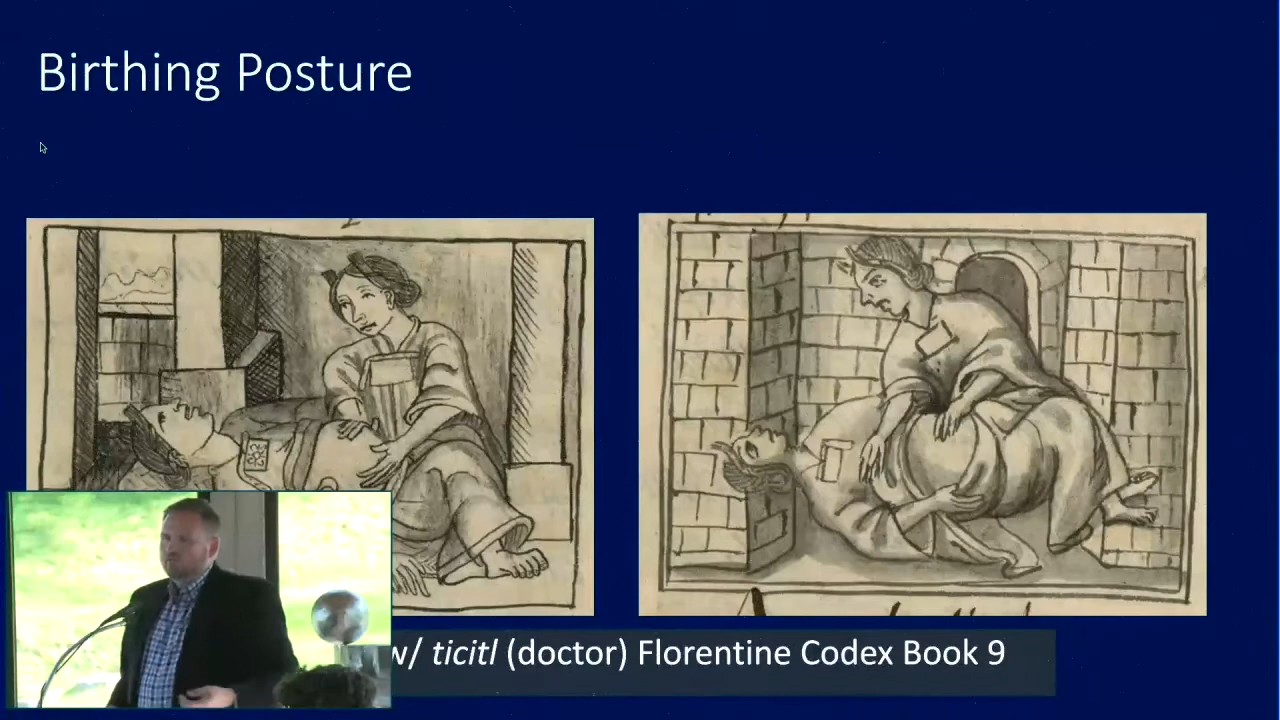 Birthing Posture
w/ ticitl (doctor) Florentine Codex Book 9